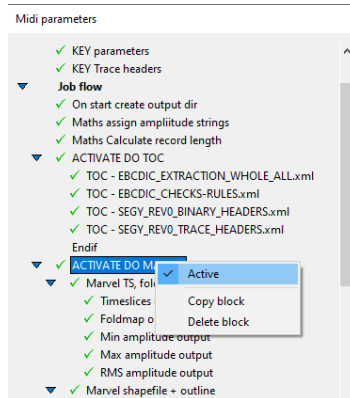 Midi parameters
KEY parameters
KEY Trace headers
Job flow
On start create output dir
Maths assign ampliitude strings
Maths Calculate record length
ACTIVATE DO TOC
TOC - EBCDIC_EXTRACTION_WHOLE_ALL.xml
TOC - EBCDIC_CHECKS-RULES.xml
TOC - SEGY_REV0_BINARY_HEADERS.xml
TOC - SEGY_REV0_TRACE_HEADERS.xml
Endif
ACTIVATE DO
Active
Marvel TS,
Copy block
Timeslices
Delete block
Foldmap
Min amplitude output
Max amplitude output
RMS amplitude output
Marvel shapefile + outline